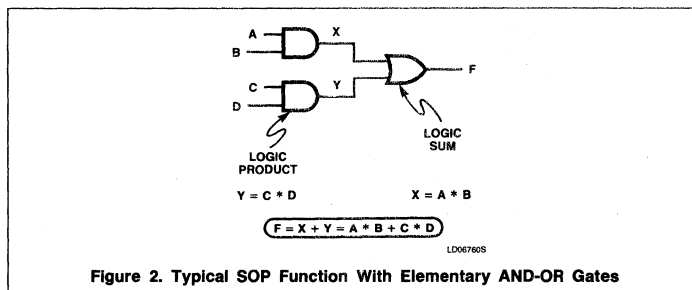 A
B
X
C
D
Y
F
LOGIC
PRODUCT
LOGIC
SUM
Y = C * D
X = A * B
F = X + Y = A * B + C * D
LD06760S
Figure 2. Typical SOP Function With Elementary AND-OR Gates